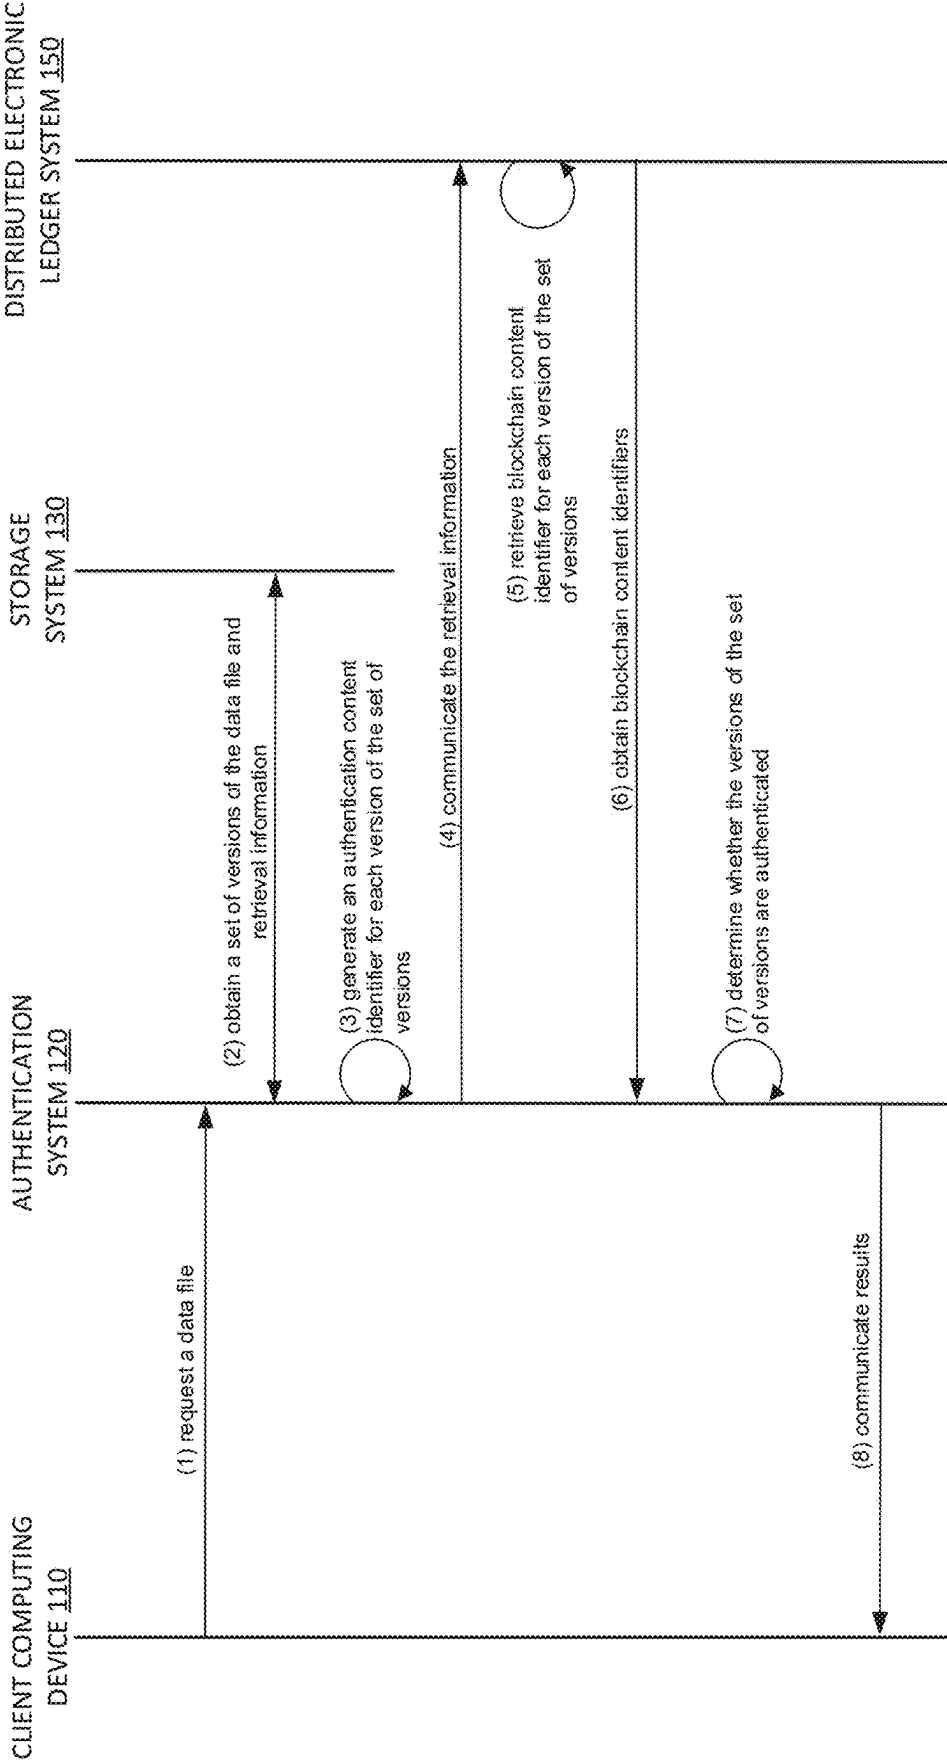 CLIENT COMPUTING
DEVICE 110
AUTHENTICATION
SYSTEM 120
STORAGE
SYSTEM 130
DISTRIBUTED ELECTRONIC
LEDGER SYSTEM 150
(1) request a data file
(2) obtain a set of versions of the data file and
retrieval information
(3) generate an authentication content
identifier for each version of the set of
versions
(4) communicate the retrieval information
(5) retrieve blockchain content
identifier for each version of the set
of versions
(6) obtain blockchain content identifiers
(7) determine whether the versions of the set
of versions are authenticated
(8) communicate results